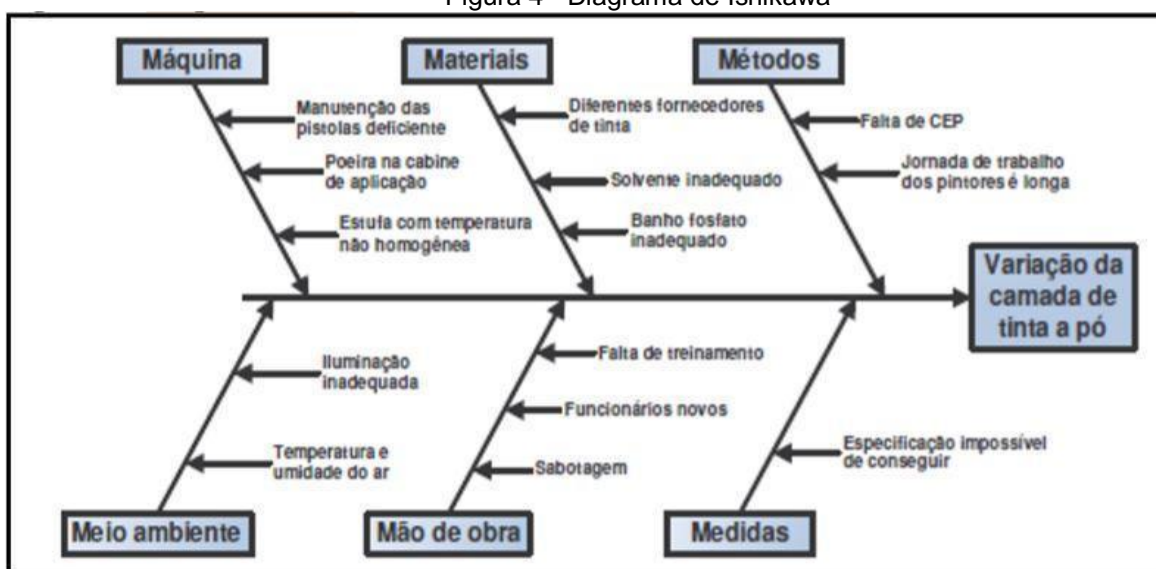 Figura 4 - Diagrama de Ishikawa
Máquina
Materiais
Métodos
Manutenção das
pistolas deficiente
Poeira na cabine
de aplicação
Estufa com temperatura
não homogênea
Diferentes fornecedores
de tinta
Solvente inadequado
Banho fosfato
inadequado
Falta de CEP
Jornada de trabalho
dos pintores é longa
Variação da
camada de
tinta a pó
Iluminação
inadequada
Temperatura e
umidade do ar
Falta de treinamento
Funcionários novos
Sabotagem
Especificação impossível
de conseguir
Meio ambiente
Mão de obra
Medidas